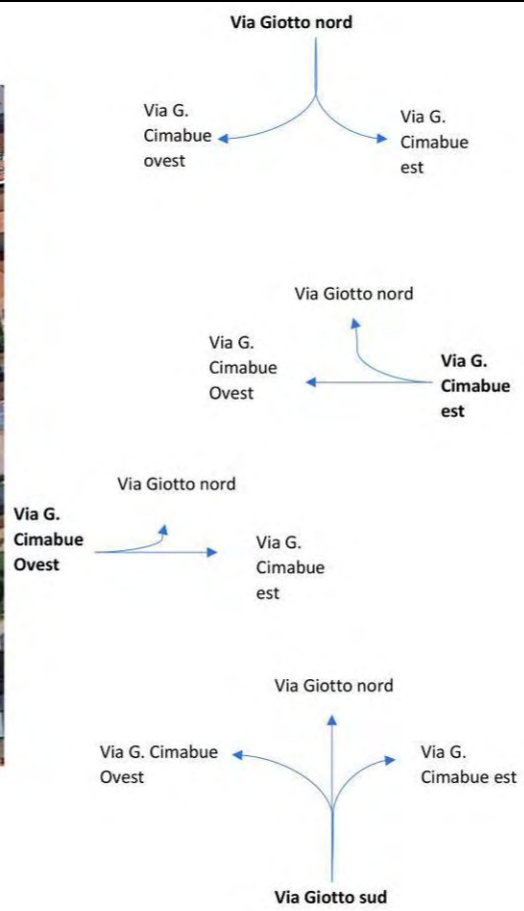 Via Giotto nord
Via G.
Cimabue
ovest
Via G.
Cimabue
est
Via Giotto nord
Via G.
Cimabue
Ovest
Via G.
Cimabue
est
Via Giotto nord
Via G.
Cimabue
Ovest
Via G.
Cimabue
est
Via Giotto nord
Via G. Cimabue
Ovest
Via G.
Cimabue est
Via Giotto sud